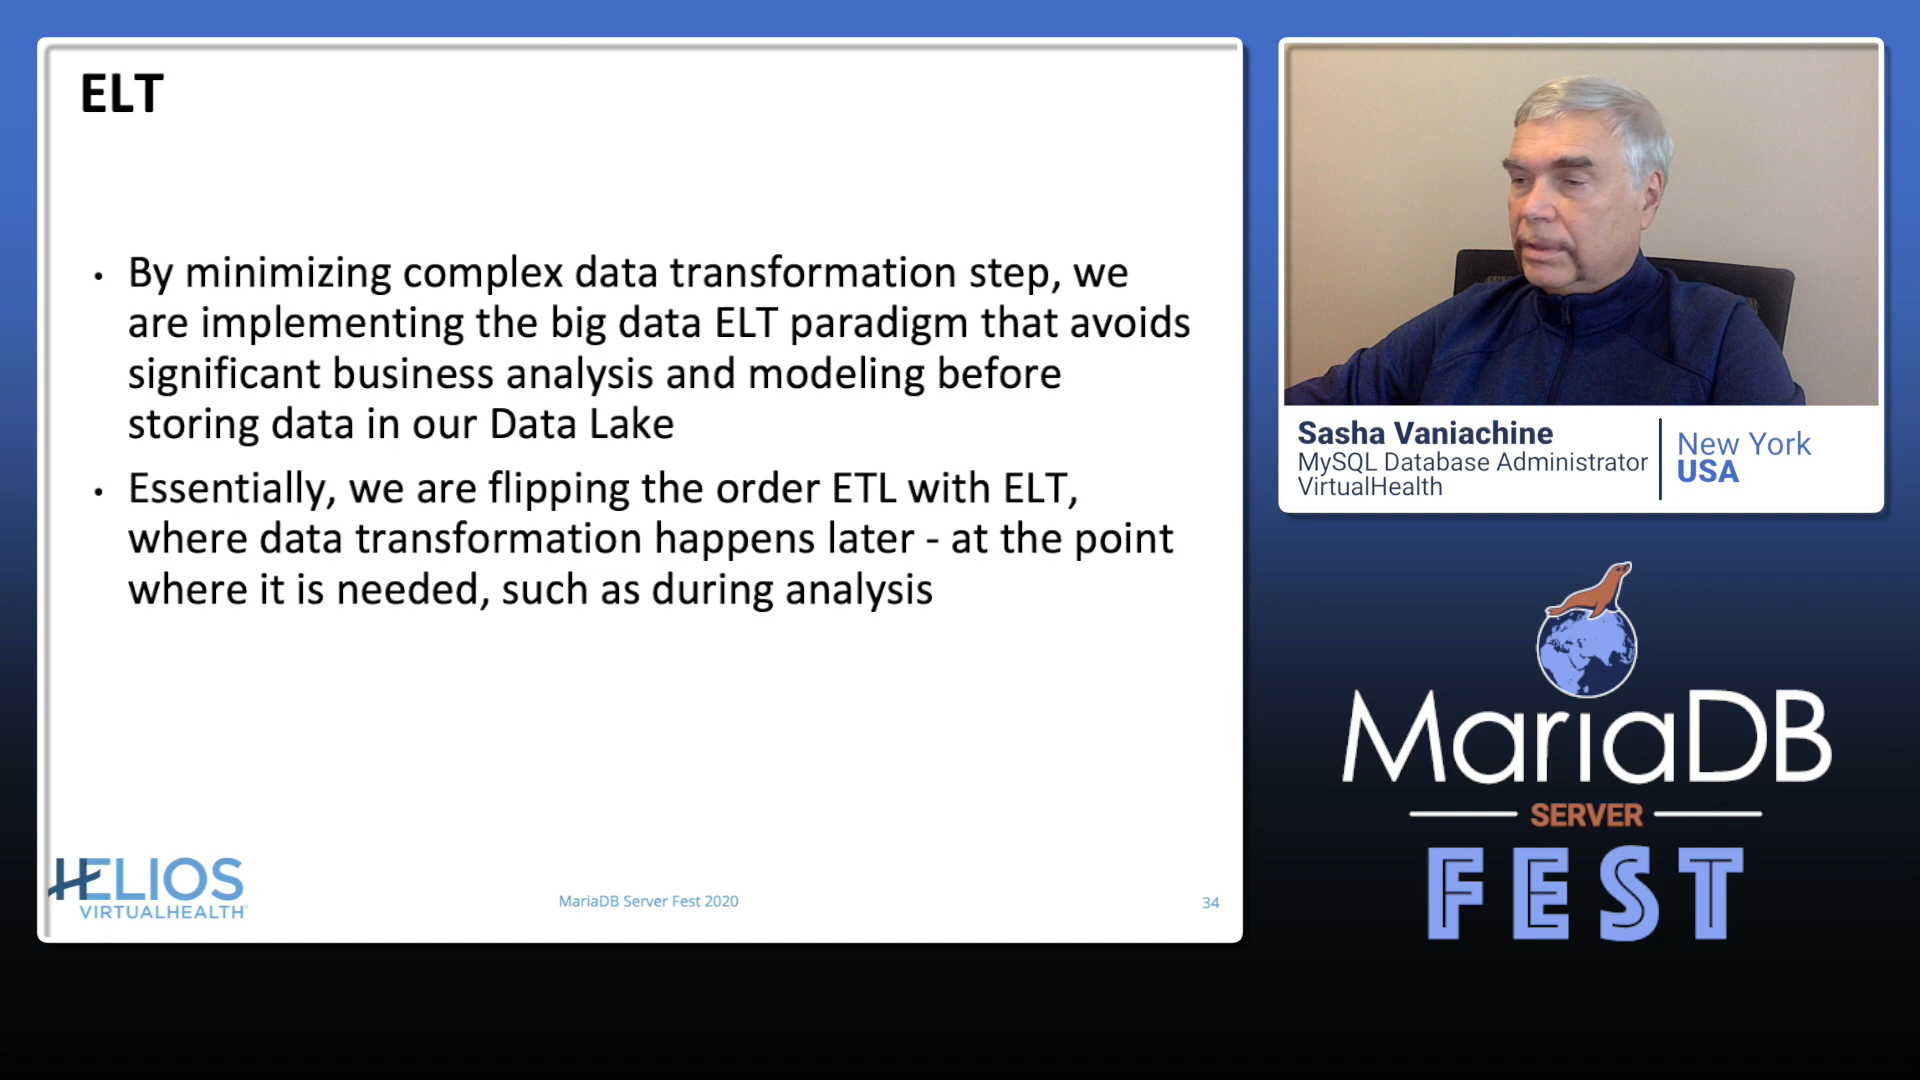 ELT
• By minimizing complex data transformation step, we
are implementing the big data ELT paradigm that avoids
significant business analysis and modeling before
storing data in our Data Lake
• Essentially, we are flipping the order ETL with ELT,
where data transformation happens later - at the point
where it is needed, such as during analysis
HELIOS
VIRTUALHEALTH
MariaDB Server Fest 2020
34
Sasha Vaniachine
MySQL Database Administrator
VirtualHealth
New York
USA
MariaDB
SERVER
FEST